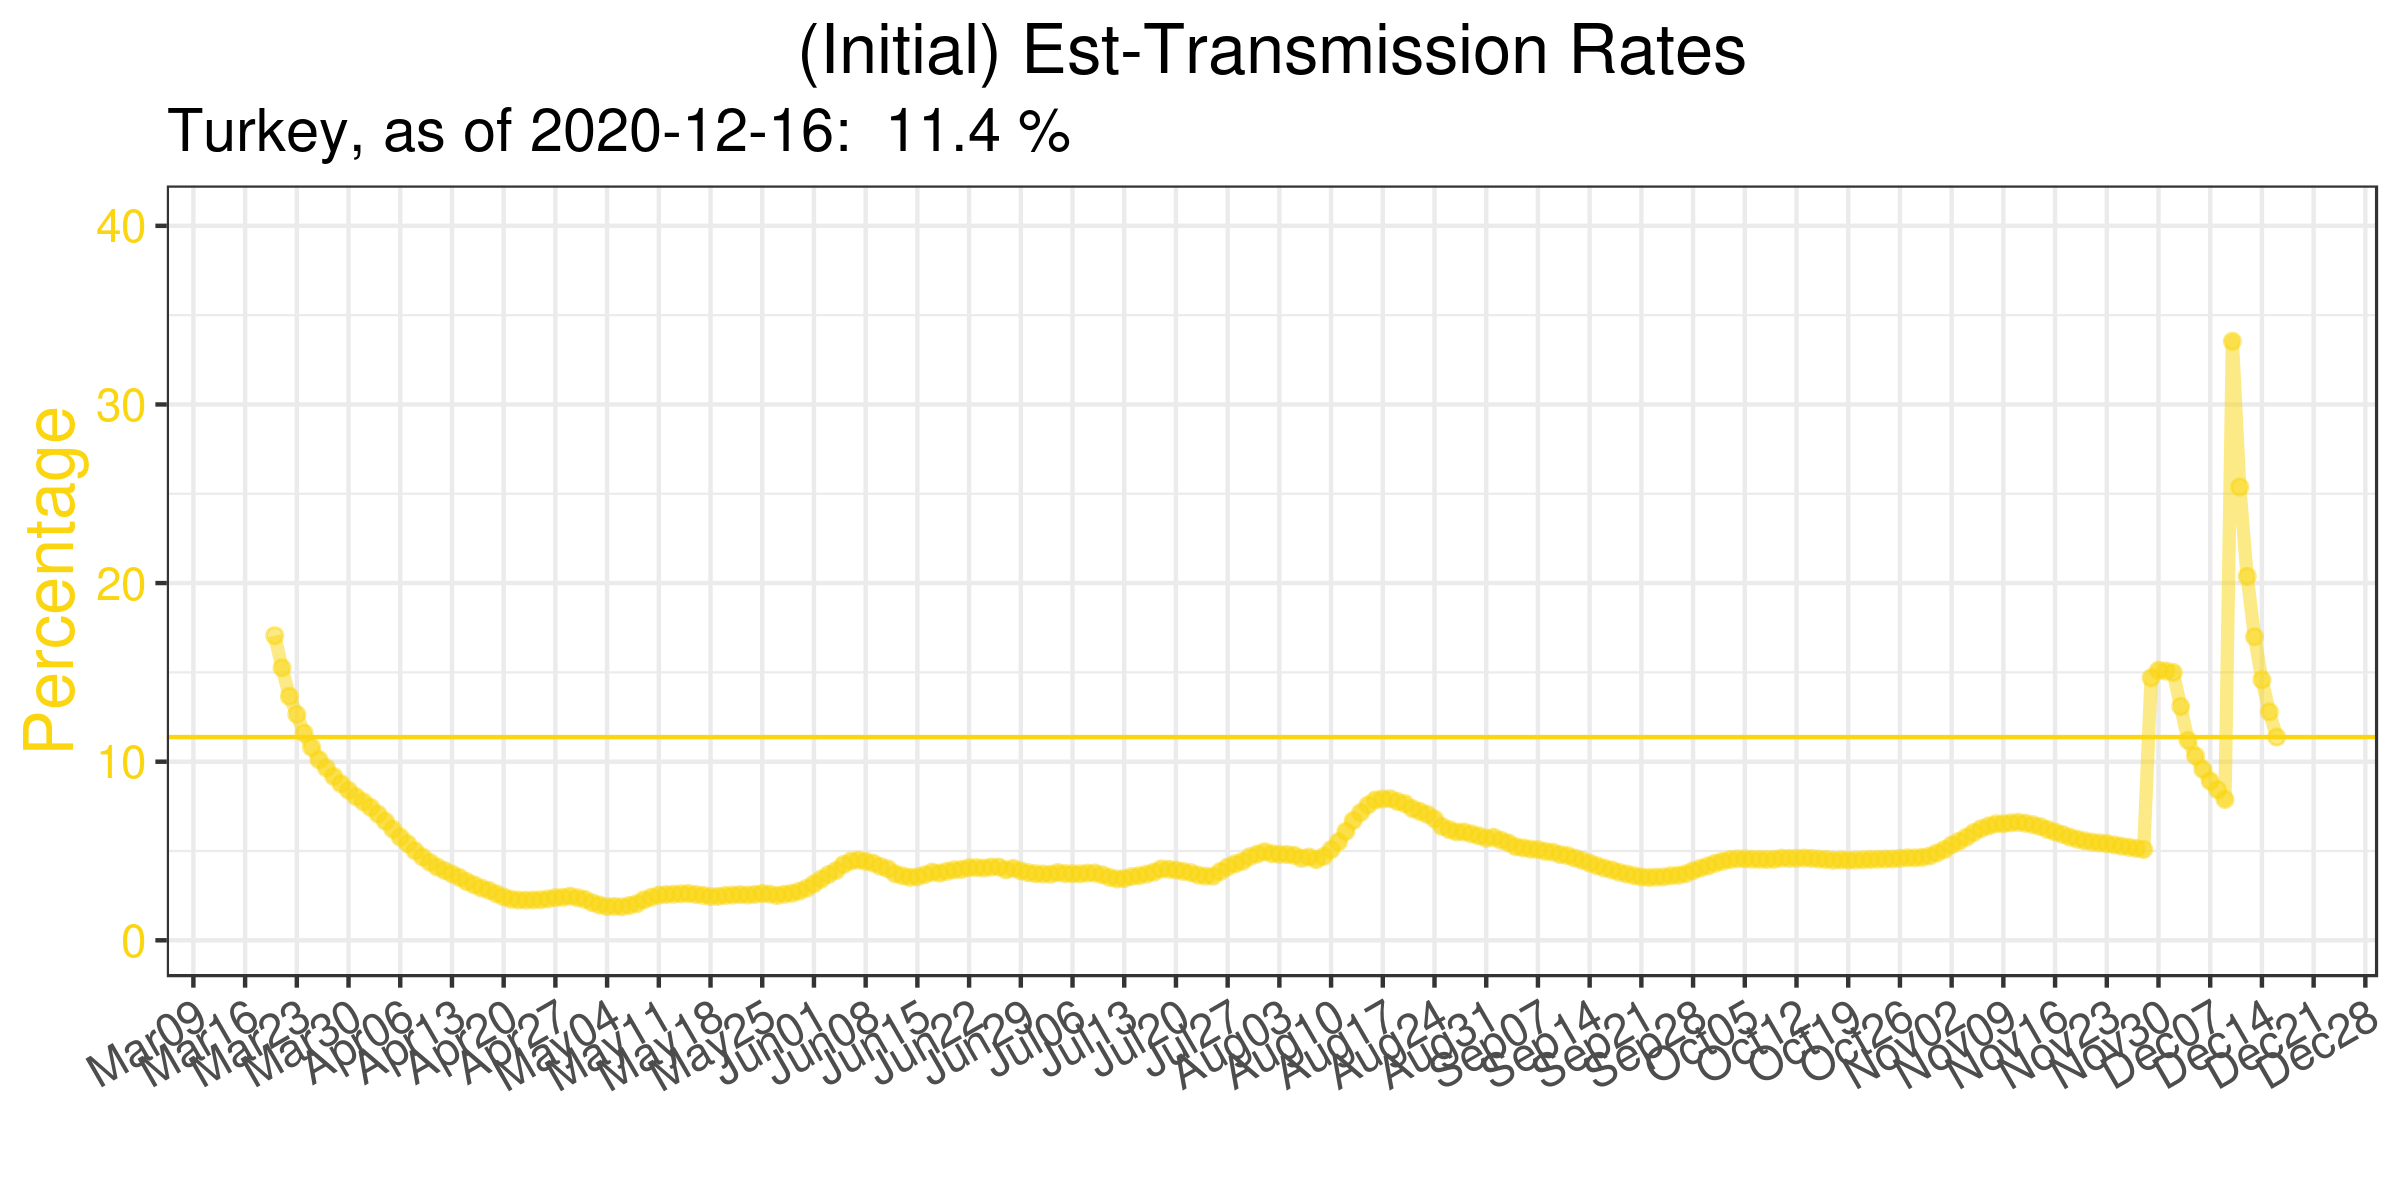 (Initial) Est-Transmission Rates
Turkey, as of 2020-12-16: 11.4 %
Percentage
40
30
20
10
0
Mar09
Mar16
Mar23
Mar30
Apr06
Apr13
Apr20
Apr27
May04
May11
May18
May25
Jun01
Jun08
Jun15
Jun22
Jun29
Jul06
Jul13
Jul20
Jul27
Aug03
Aug10
Aug17
Aug24
Aug31
Sep07
Sep14
Sep21
Sep28
Oct05
Oct12
Oct19
Oct26
Nov02
Nov09
Nov16
Nov23
Nov30
Dec07
Dec14
Dec21
Dec28